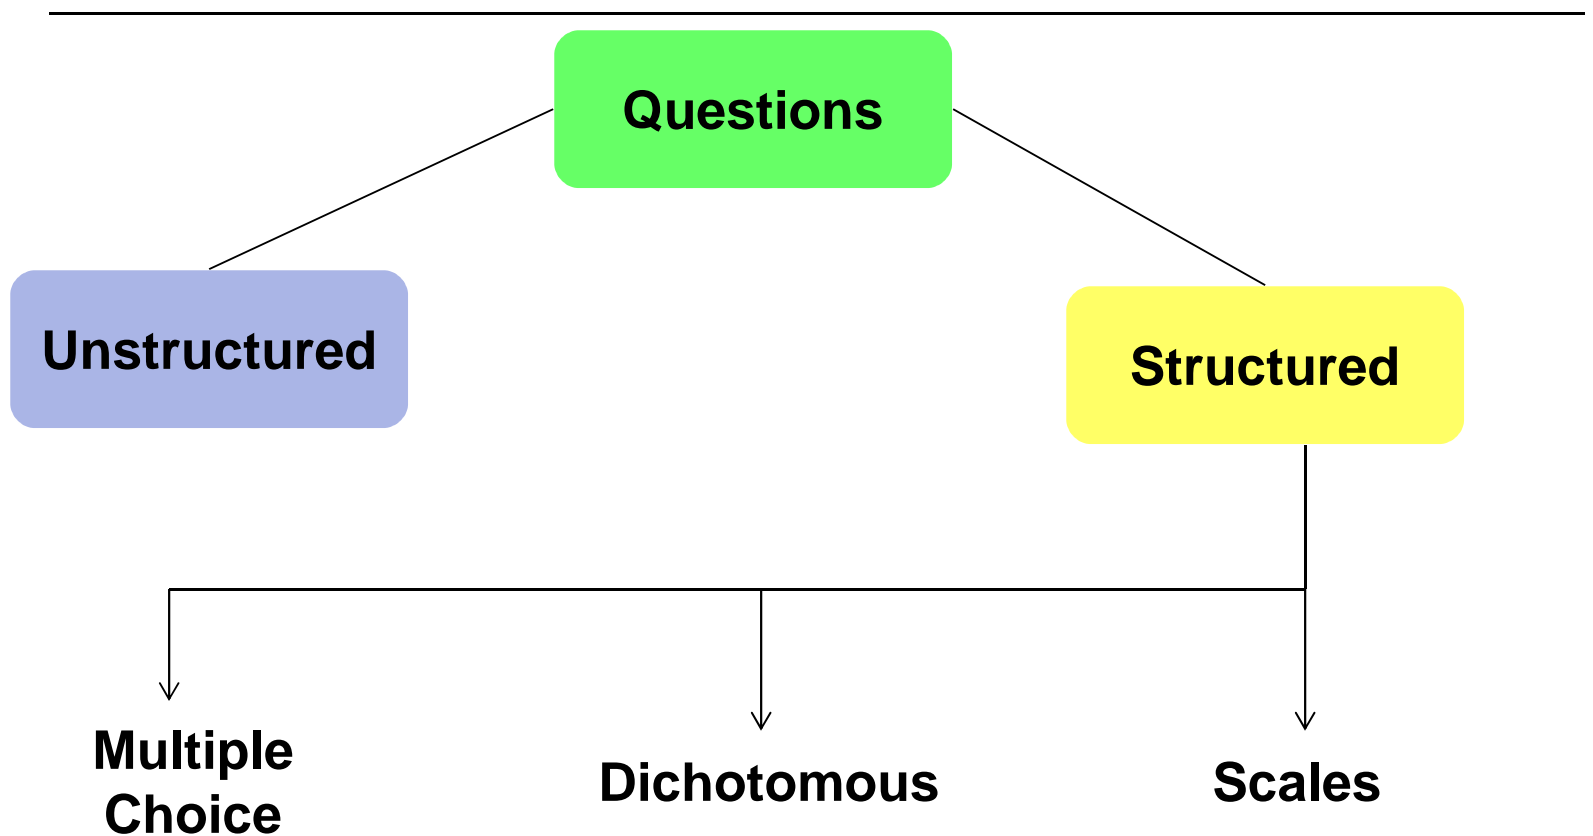 Questions
Unstructured
Structured
Multiple
Choice
Dichotomous
Scales